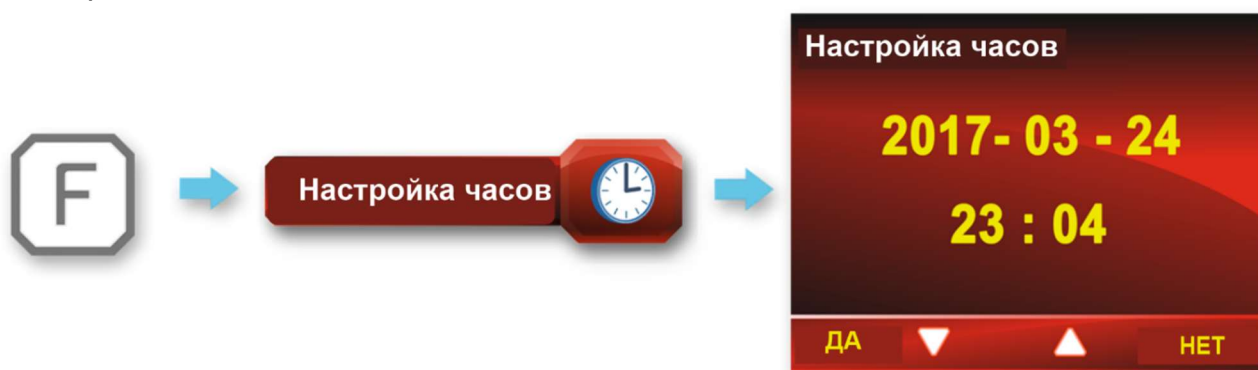 F
Настройка часов
Настройка часов
2017- 03 - 24
23 : 04
ДА
НЕТ